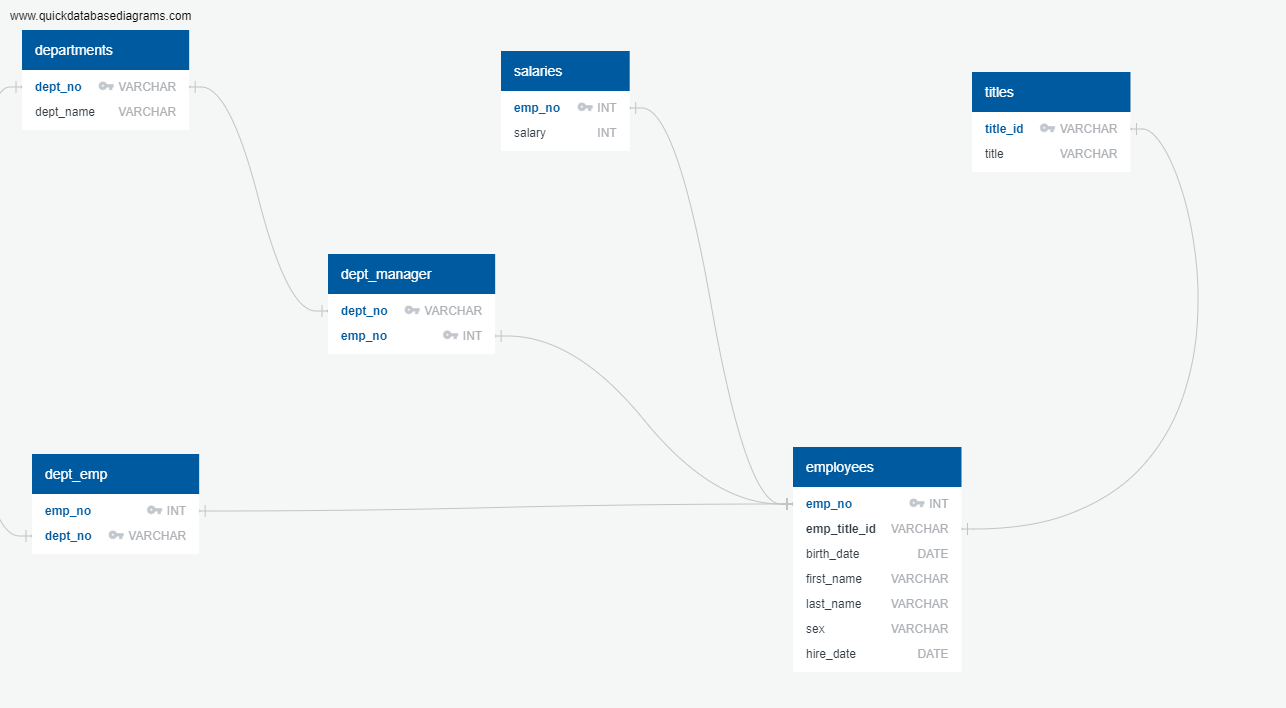 www.quickdatabasediagrams.com
departments
dept_no VARCHAR
dept_name VARCHAR
salaries
emp_no INT
salary INT
titles
title_id VARCHAR
title VARCHAR
dept_manager
dept_no VARCHAR
emp_no INT
dept_emp
emp_no INT
dept_no VARCHAR
employees
emp_no INT
emp_title_id VARCHAR
birth_date DATE
first_name VARCHAR
last_name VARCHAR
sex VARCHAR
hire_date DATE